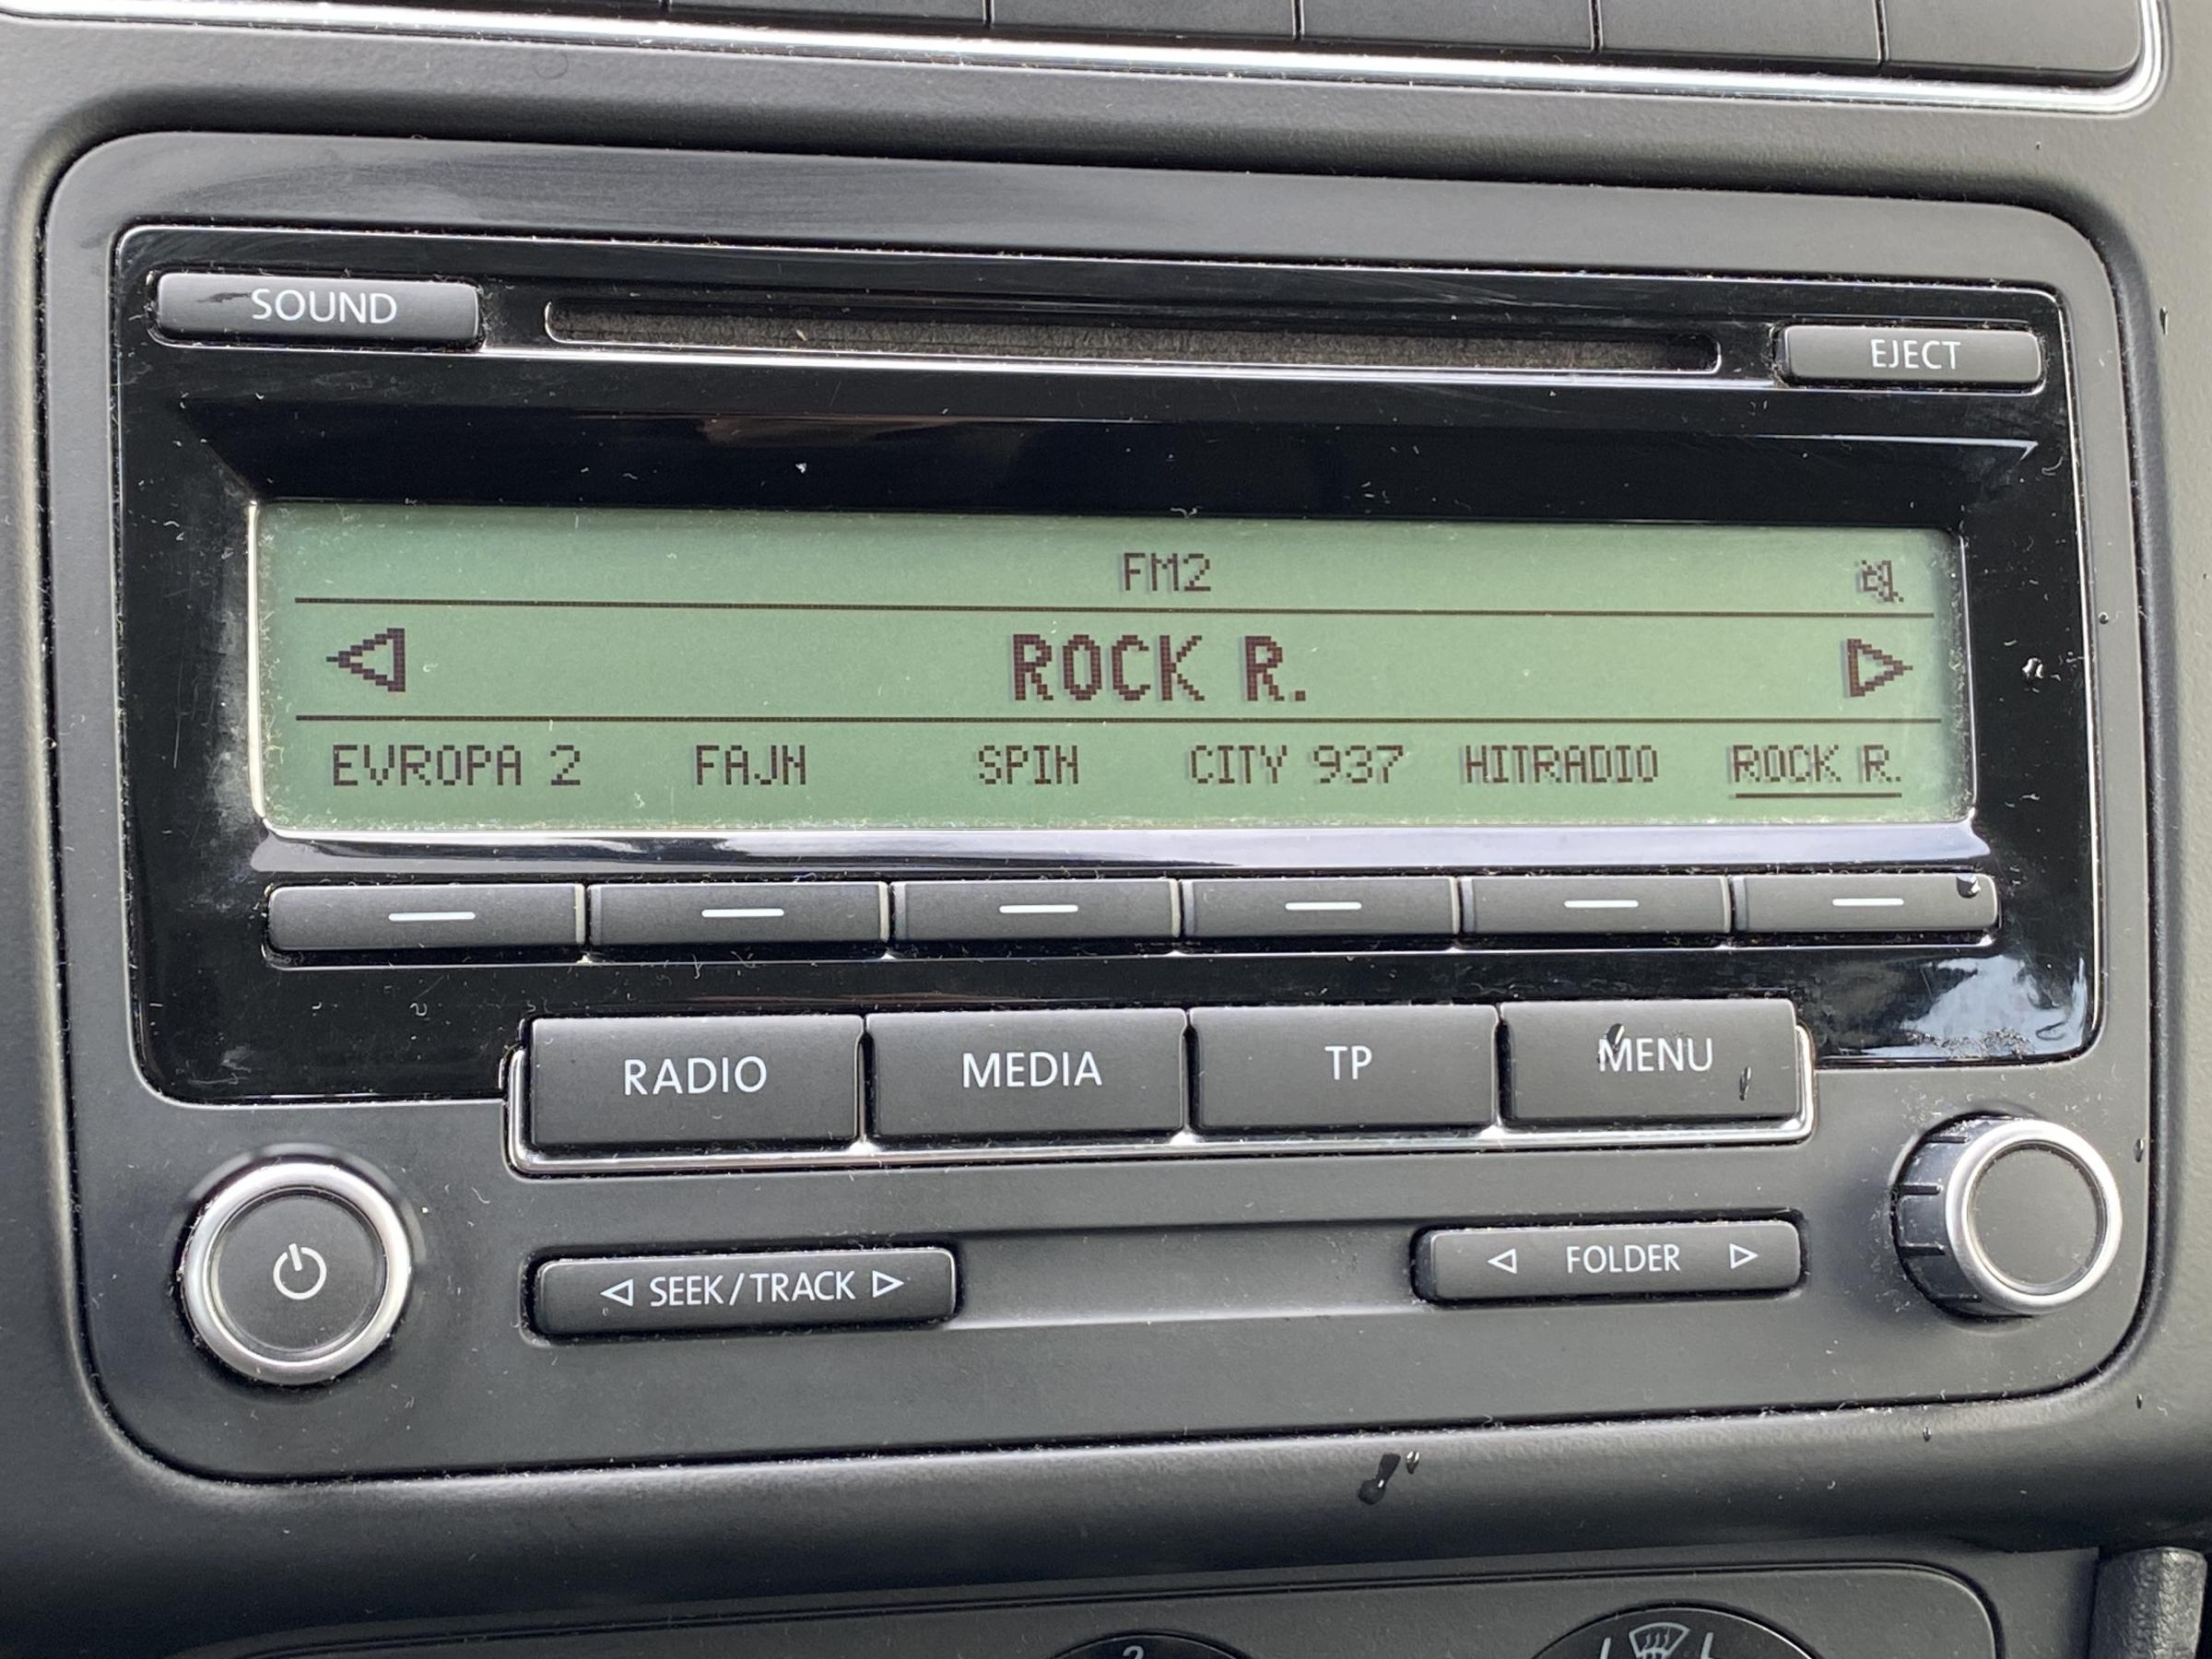 SOUND
EJECT
FM2
ROCK R.
EVROPA 2 FAJN SPIN CITY 937 HITRADIO ROCK R.
RADIO MEDIA TP MENU
SEEK/TRACK
FOLDER
2